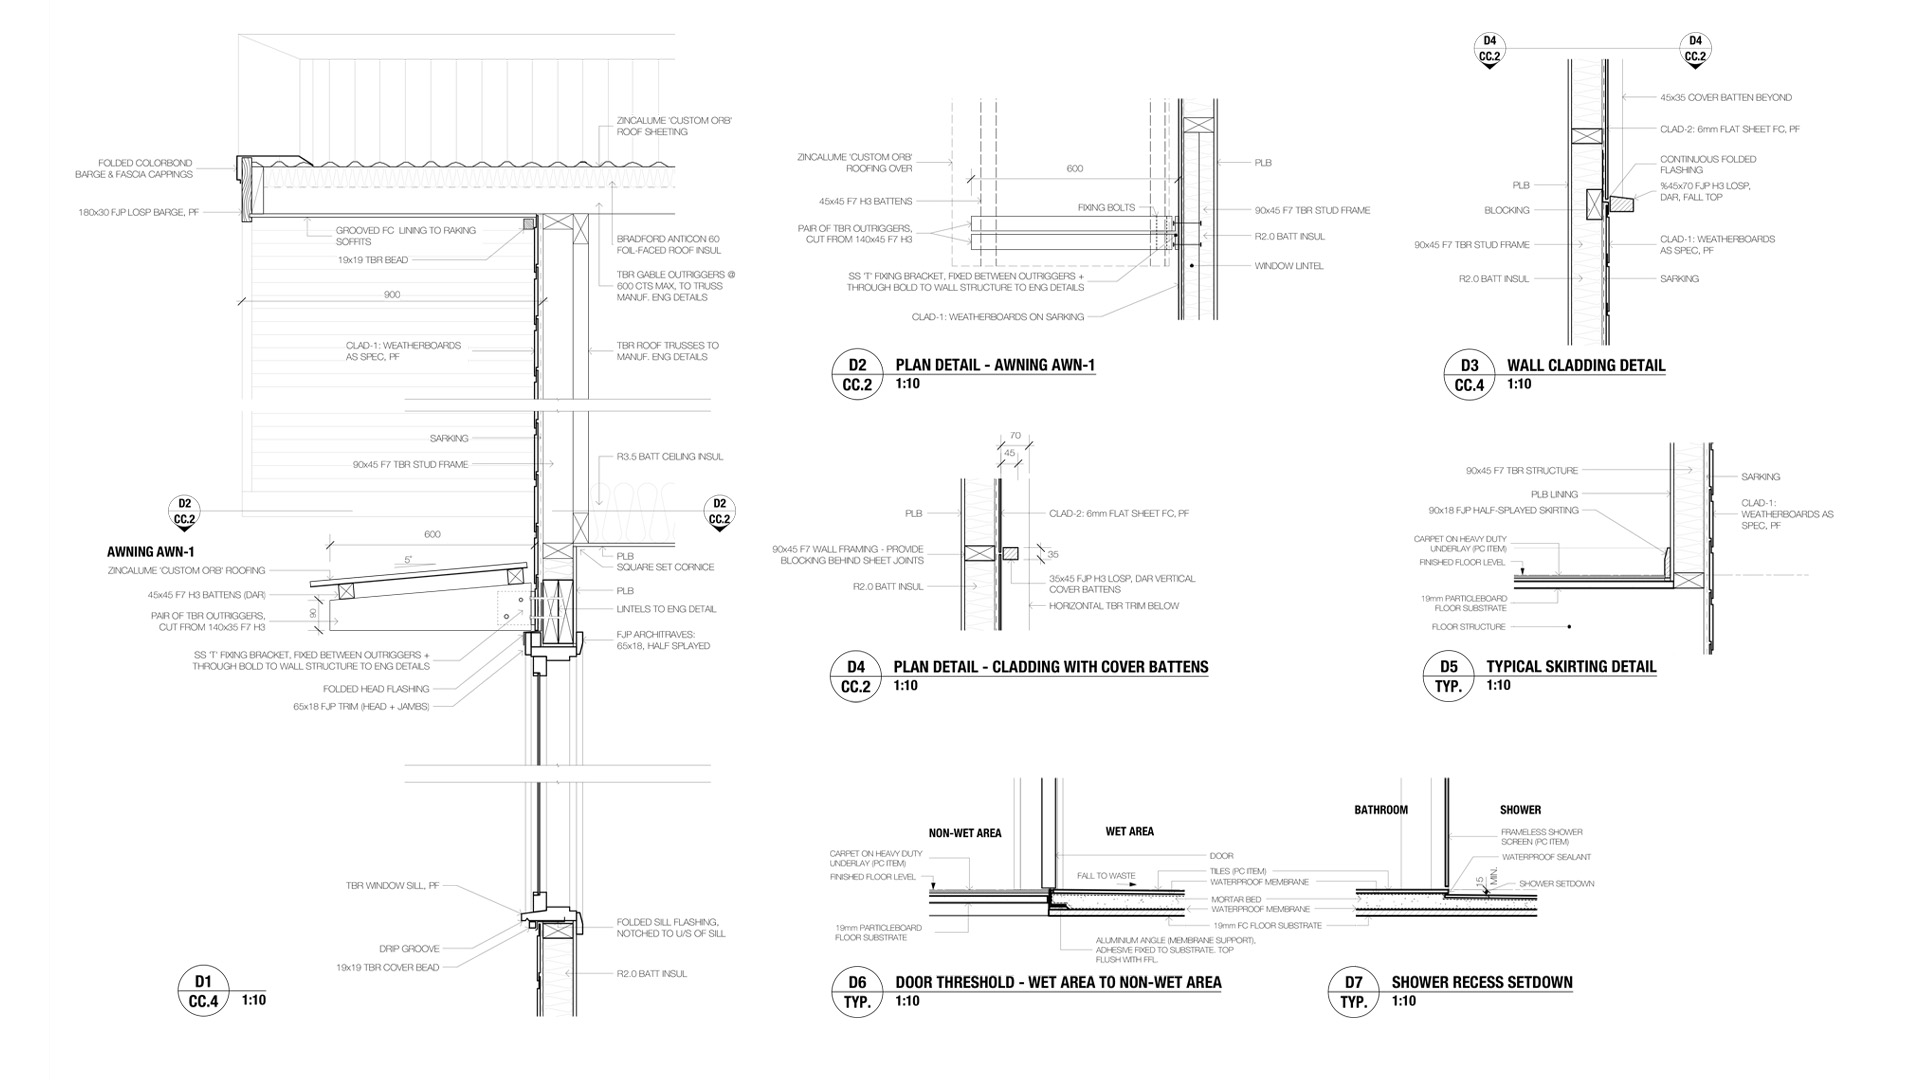 ZINCALUME 'CUSTOM ORB'
ROOF SHEETING
FOLDED COLORBOND
BARGE & FASCIA CAPPINGS
180x30 FJP LOSP BARGE, PF
GROOVED FC LINING TO RAKING
SOFFITS
19x19 TBR BEAD
BRADFORD ANTICON 60
FOIL-FACED ROOF INSUL
TBR GABLE OUTRIGGERS @
600 CTS MAX, TO TRUSS
MANUF. ENG DETAILS
900
CLAD-1: WEATHERBOARDS
AS SPEC, PF
TBR ROOF TRUSSES TO
MANUF. ENG DETAILS
SARKING
90x45 F7 TBR STUD FRAME
R3.5 BATT CEILING INSUL
D2
CC.2
D2
CC.2
600
AWNING AWN-1
5°
ZINCALUME 'CUSTOM ORB' ROOFING
45x45 F7 H3 BATTENS (DAR)
90
PAIR OF TBR OUTRIGGERS,
CUT FROM 140x35 F7 H3
SS 'T' FIXING BRACKET, FIXED BETWEEN OUTRIGGERS +
THROUGH BOLD TO WALL STRUCTURE TO ENG DETAILS
FOLDED HEAD FLASHING
65x18 FJP TRIM (HEAD + JAMBS)
PLB
SQUARE SET CORNICE
PLB
LINTELS TO ENG DETAIL
FJP ARCHITRAVES:
65x18, HALF SPLAYED
TBR WINDOW SILL, PF
DRIP GROOVE
19x19 TBR COVER BEAD
FOLDED SILL FLASHING,
NOTCHED TO U/S OF SILL
R2.0 BATT INSUL
D1
CC.4
1:10
ZINCALUME 'CUSTOM ORB'
ROOFING OVER
600
45x45 F7 H3 BATTENS
FIXING BOLTS
PAIR OF TBR OUTRIGGERS,
CUT FROM 140x45 F7 H3
SS 'T' FIXING BRACKET, FIXED BETWEEN OUTRIGGERS +
THROUGH BOLD TO WALL STRUCTURE TO ENG DETAILS
CLAD-1: WEATHERBOARDS ON SARKING
PLB
90x45 F7 TBR STUD FRAME
R2.0 BATT INSUL
WINDOW LINTEL
D2
CC.2
PLAN DETAIL - AWNING AWN-1
1:10
D4
CC.2
D4
CC.2
45x35 COVER BATTEN BEYOND
CLAD-2: 6mm FLAT SHEET FC, PF
CONTINUOUS FOLDED
FLASHING
%45x70 FJP H3 LOSP,
DAR, FALL TOP
PLB
BLOCKING
90x45 F7 TBR STUD FRAME
R2.0 BATT INSUL
CLAD-1: WEATHERBOARDS
AS SPEC, PF
SARKING
D3
CC.4
WALL CLADDING DETAIL
1:10
70
45
PLB
90x45 F7 WALL FRAMING - PROVIDE
BLOCKING BEHIND SHEET JOINTS
R2.0 BATT INSUL
CLAD-2: 6mm FLAT SHEET FC, PF
35
35x45 FJP H3 LOSP, DAR VERTICAL
COVER BATTENS
HORIZONTAL TBR TRIM BELOW
D4
CC.2
PLAN DETAIL - CLADDING WITH COVER BATTENS
1:10
90x45 F7 TBR STRUCTURE
PLB LINING
90x18 FJP HALF-SPLAYED SKIRTING
CARPET ON HEAVY DUTY
UNDERLAY (PC ITEM)
FINISHED FLOOR LEVEL
19mm PARTICLEBOARD
FLOOR SUBSTRATE
FLOOR STRUCTURE
SARKING
CLAD-1:
WEATHERBOARDS AS
SPEC, PF
D5
TYP.
TYPICAL SKIRTING DETAIL
1:10
NON-WET AREA
WET AREA
CARPET ON HEAVY DUTY
UNDERLAY (PC ITEM)
FINISHED FLOOR LEVEL
FALL TO WASTE
19mm PARTICLEBOARD
FLOOR SUBSTRATE
ALUMINIUM ANGLE (MEMBRANE SUPPORT),
ADHESIVE FIXED TO SUBSTRATE. TOP
FLUSH WITH FFL.
DOOR
TILES (PC ITEM)
WATERPROOF MEMBRANE
MORTAR BED
WATERPROOF MEMBRANE
19mm FC FLOOR SUBSTRATE
D6
TYP.
DOOR THRESHOLD - WET AREA TO NON-WET AREA
1:10
BATHROOM
SHOWER
FRAMELESS SHOWER
SCREEN (PC ITEM)
WATERPROOF SEALANT
15
MIN.
SHOWER SETDOWN
D7
TYP.
SHOWER RECESS SETDOWN
1:10